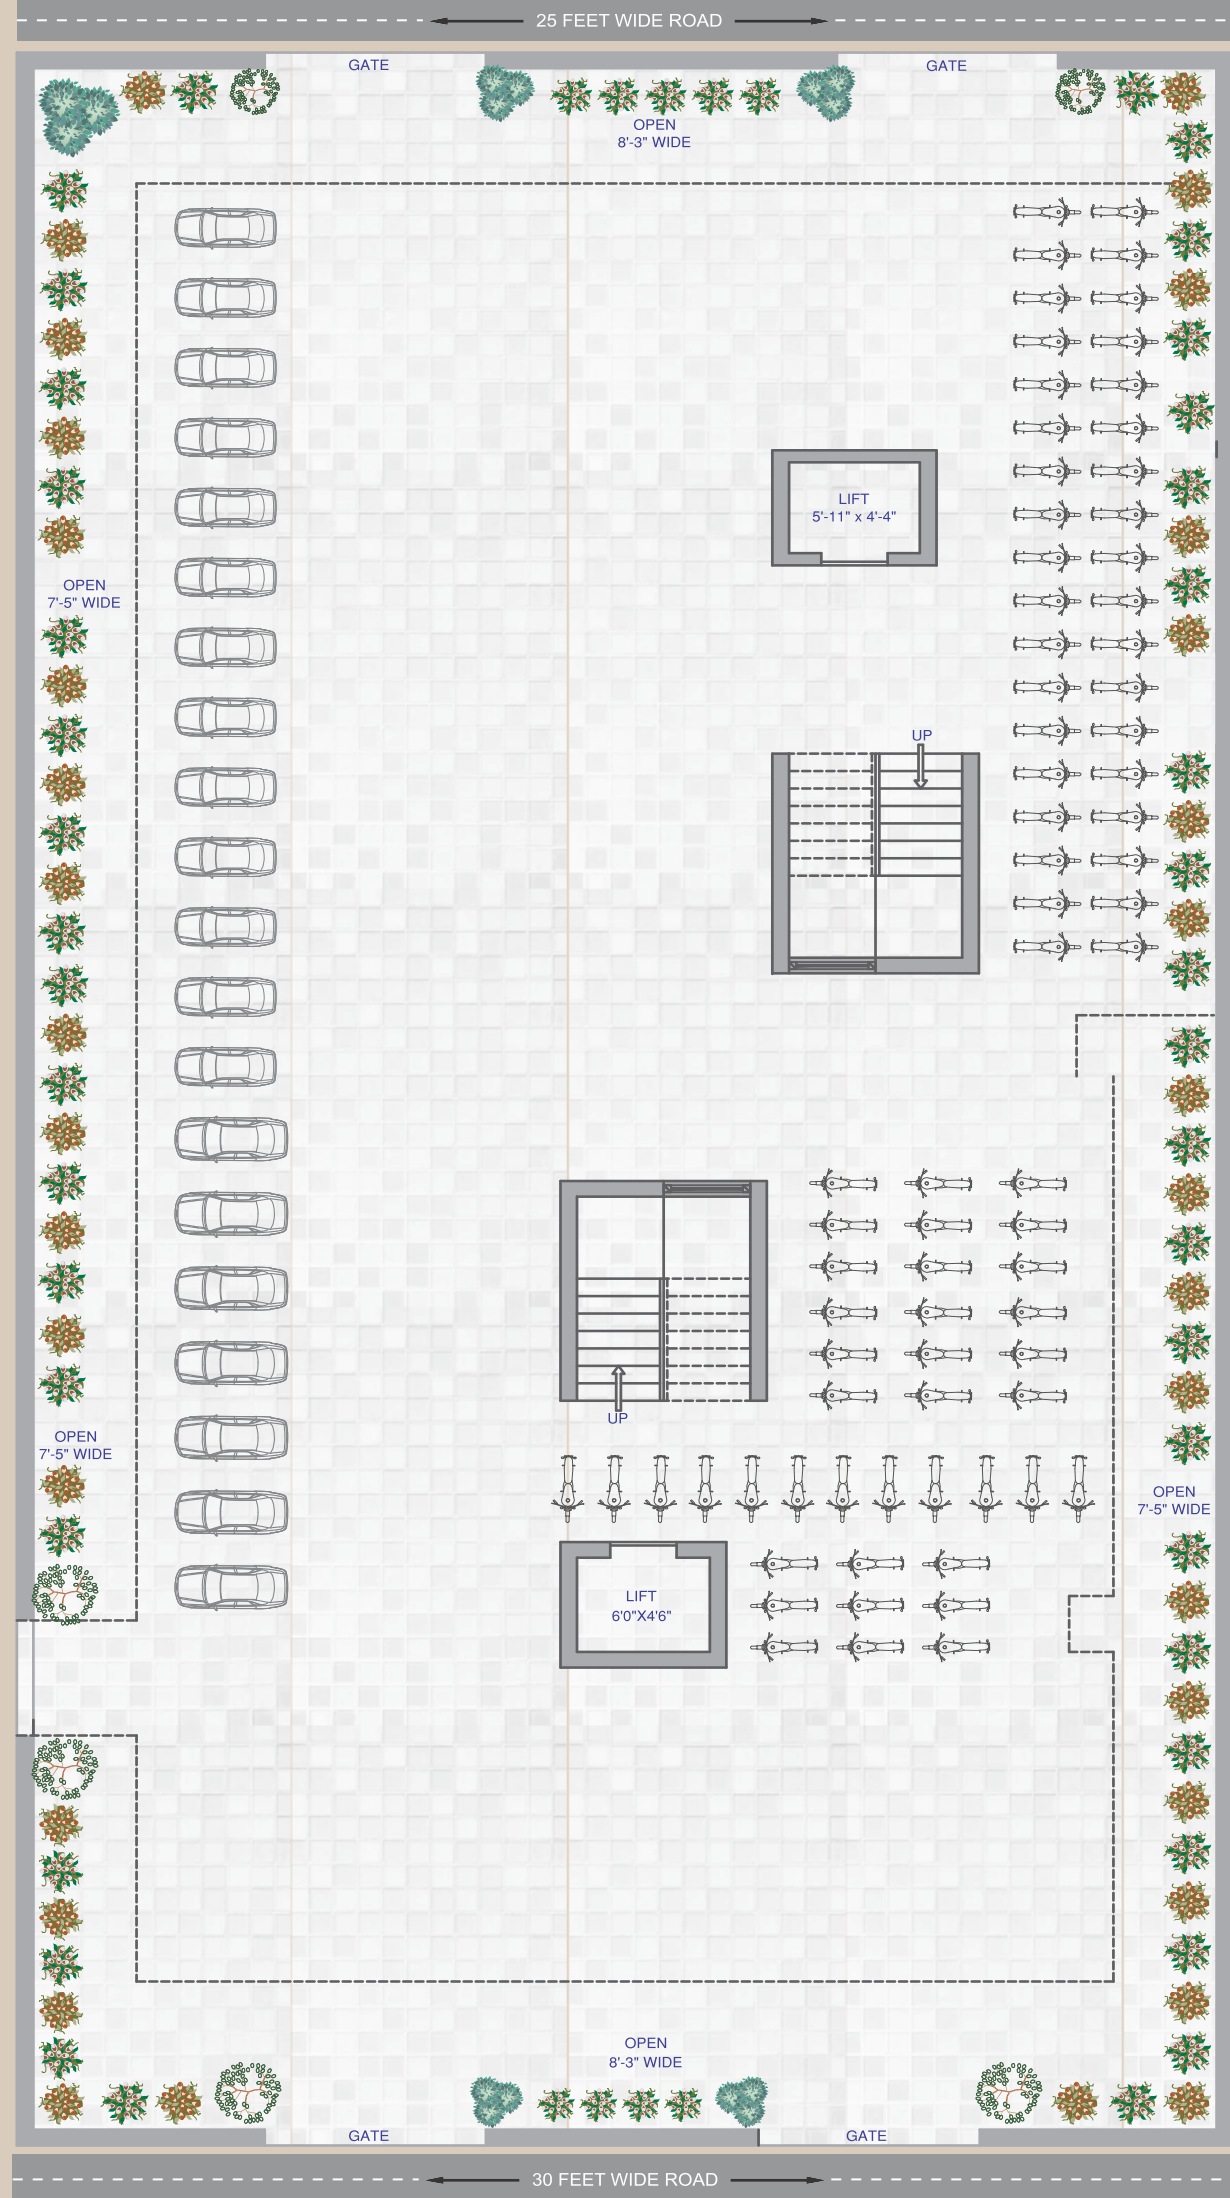 25 FEET WIDE ROAD
GATE
GATE
OPEN
8'-3" WIDE
LIFT
5'-11" x 4'-4"
OPEN
7'-5" WIDE
UP
UP
OPEN
7'-5" WIDE
OPEN
7'-5" WIDE
LIFT
6'0"X4'6"
OPEN
8'-3" WIDE
GATE
GATE
30 FEET WIDE ROAD